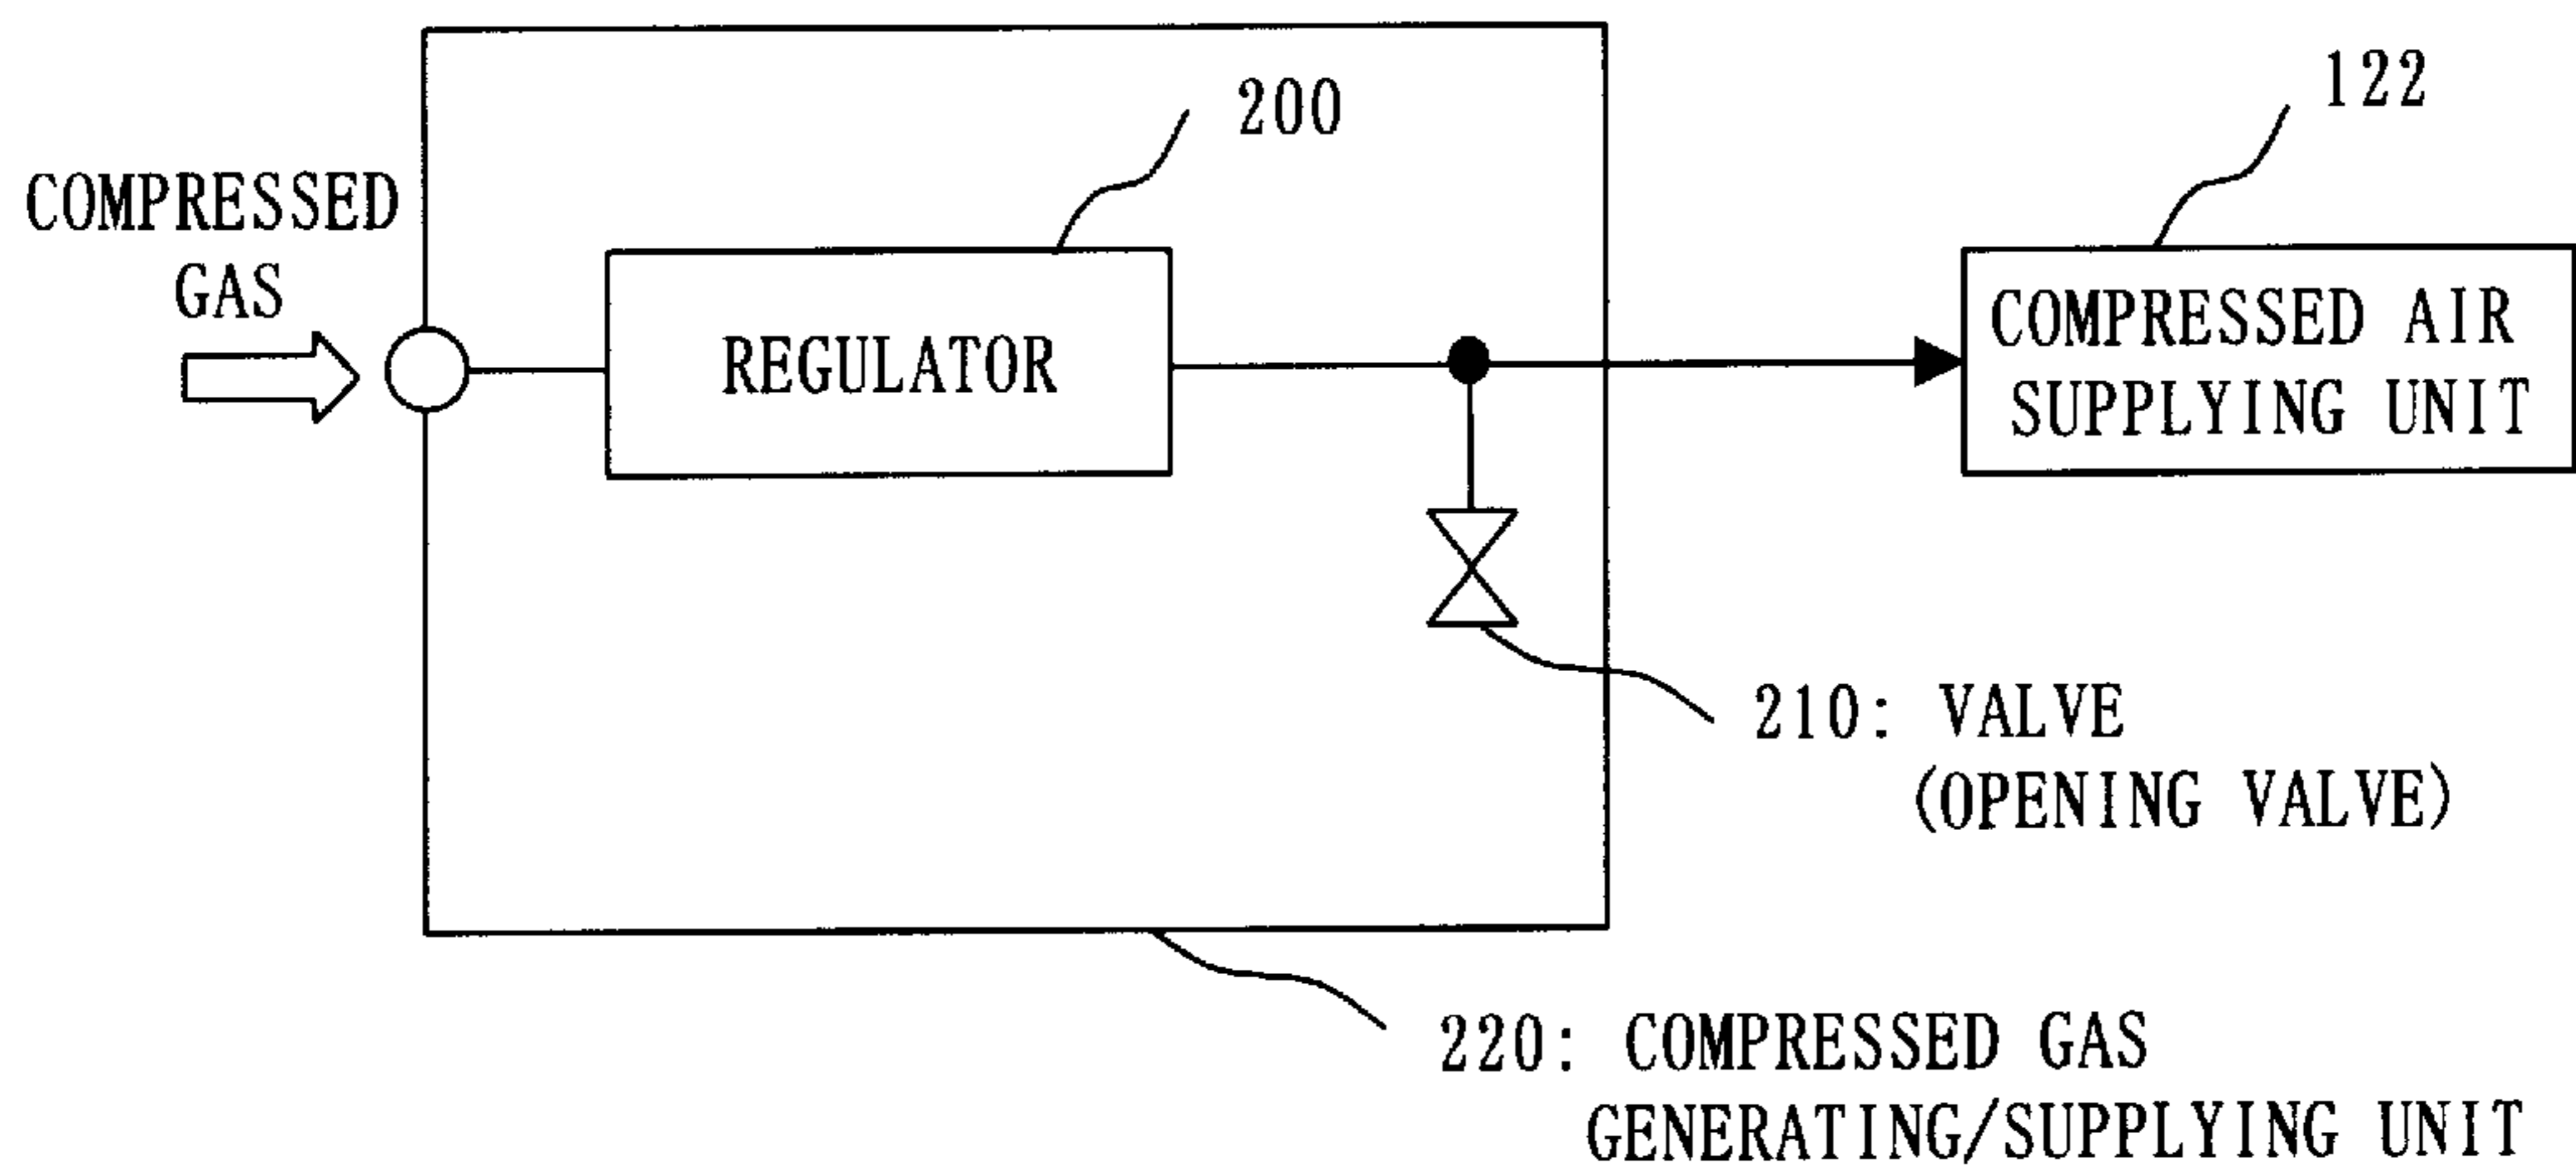 200
122
COMPRESSED
GAS
REGULATOR
COMPRESSED AIR
SUPPLYING UNIT
210: VALVE
(OPENING VALVE)
220: COMPRESSED GAS
GENERATING/SUPPLYING UNIT